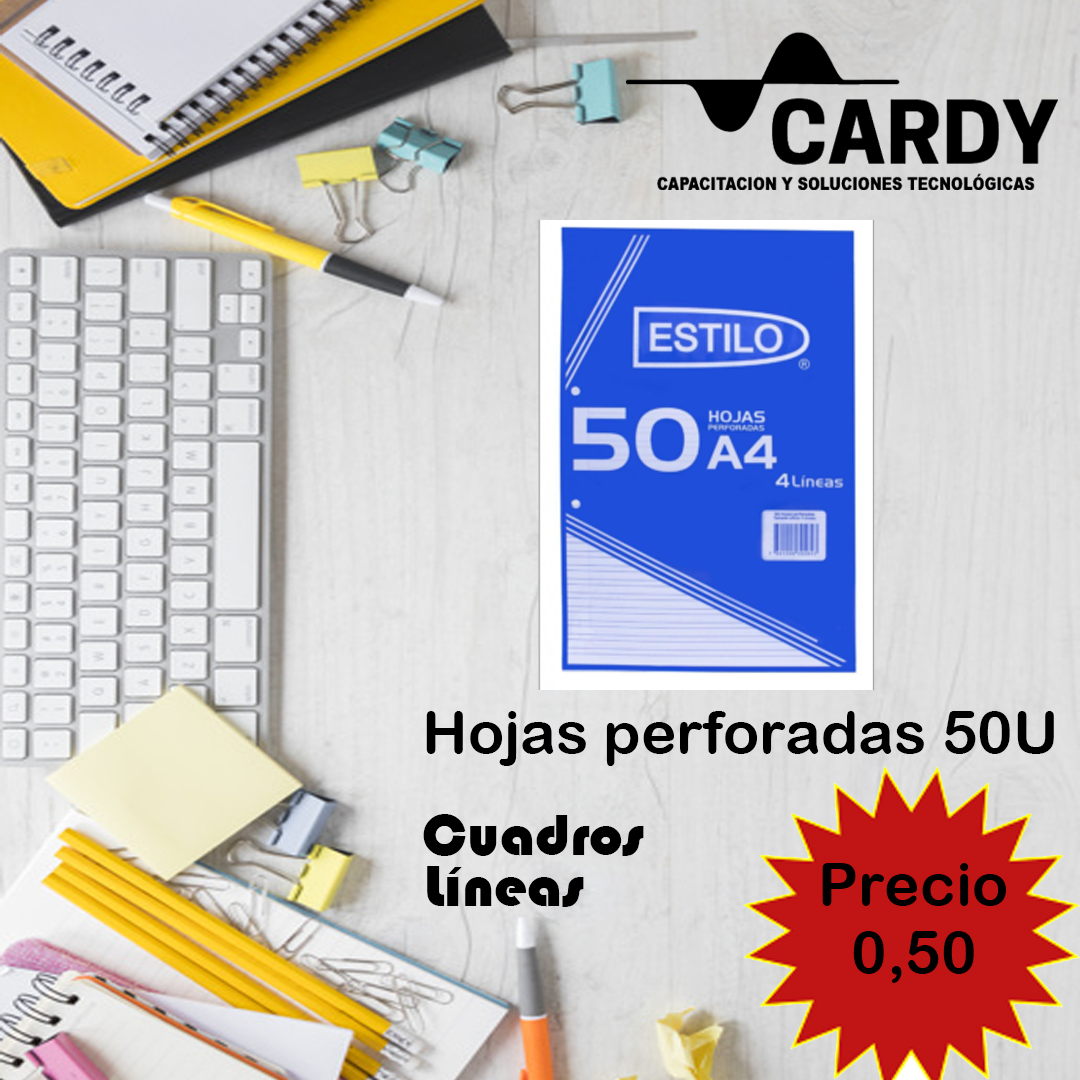 CARDY
CAPACITACION Y SOLUCIONES TECNOLÓGICAS
ESTILO
®
50
HOJAS
PERFORADAS
A4
4 Líneas
Hojas perforadas 50U
Cuadros
Líneas
Precio
0,50